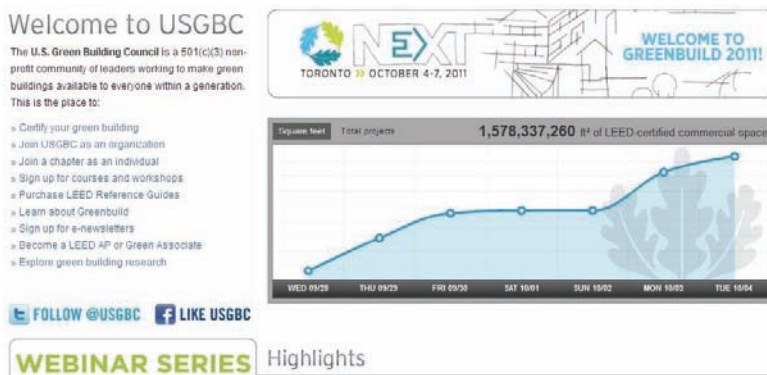 Welcome to USGBC
The U.S. Green Building Council is a 501(c)(3) non-
profit community of leaders working to make green
buildings available to everyone within a generation.
This is the place to:
» Certify your green building
» Join USGBC as an organization
» Join a chapter as an individual
» Sign up for courses and workshops
» Purchase LEED Reference Guides
» Learn about Greenbuild
» Sign up for e-newsletters
» Become a LEED AP or Green Associate
» Explore green building research
FOLLOW @USGBC LIKE USGBC
WEBINAR SERIES
NEXT
TORONTO » OCTOBER 4-7, 2011
WELCOME TO
GREENBUILD 2011!
Square feet Total projects 1,578,337,260 ft² of LEED-certified commercial space
WED 09/28 THU 09/29 FRI 09/30 SAT 10/01 SUN 10/02 MON 10/03 TUE 10/04
Highlights